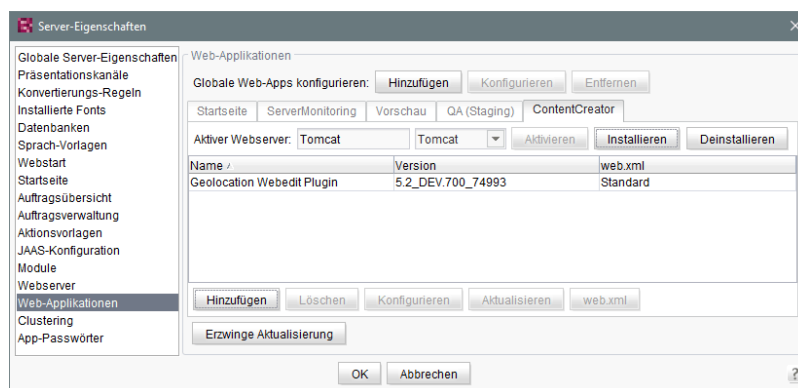 Server-Eigenschaften
Globale Server-Eigenschaften
Präsentationskanäle
Konvertierungs-Regeln
Installierte Fonts
Datenbanken
Sprach-Vorlagen
Webstart
Startseite
Auftragsübersicht
Auftragsverwaltung
Aktionsvorlagen
JAAS-Konfiguration
Module
Webserver
Web-Applikationen
Clustering
App-Passwörter
Web-Applikationen
Globale Web-Apps konfigurieren: Hinzufügen Konfigurieren Entfernen
Startseite ServerMonitoring Vorschau QA (Staging) ContentCreator
Aktiver Webserver: Tomcat Tomcat Aktivieren Installieren Deinstallieren
Name Version web.xml
Geolocation Webedit Plugin 5.2_DEV.700_74993 Standard
Hinzufügen Löschen Konfigurieren Aktualisieren web.xml
Erzwinge Aktualisierung
OK Abbrechen
?